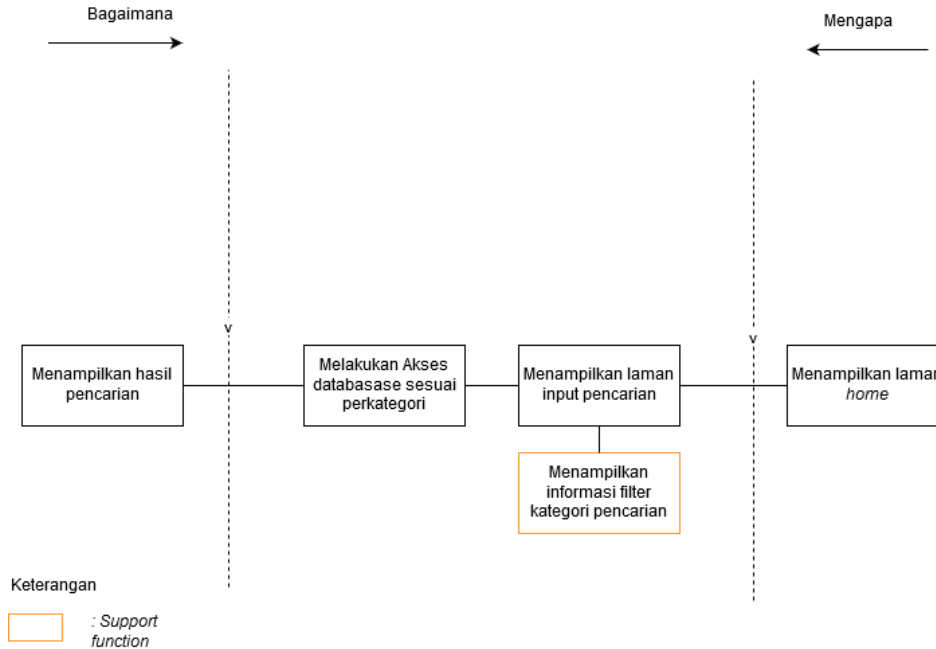 Bagaimana
Mengapa
v
v
Menampilkan hasil
pencarian
Melakukan Akses
databasase sesuai
perkategori
Menampilkan laman
input pencarian
Menampilkan laman
home
Menampilkan
informasi filter
kategori pencarian
Keterangan
: Support
function